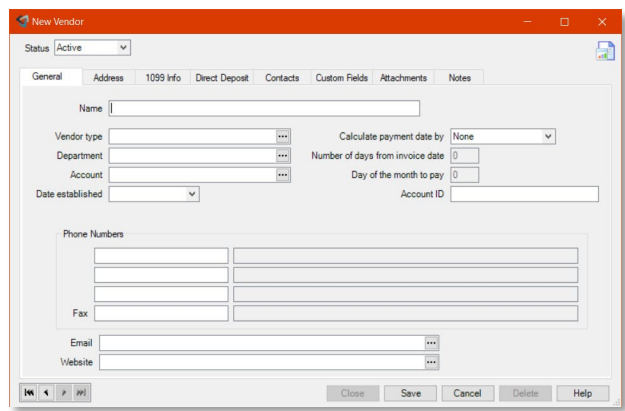 New Vendor
Status Active
General Address 1099 Info Direct Deposit Contacts Custom Fields Attachments Notes
Name
Vendor type Calculate payment date by None
Department Number of days from invoice date 0
Account Day of the month to pay 0
Date established Account ID
Phone Numbers
Fax
Email
Website
Close Save Cancel Delete Help